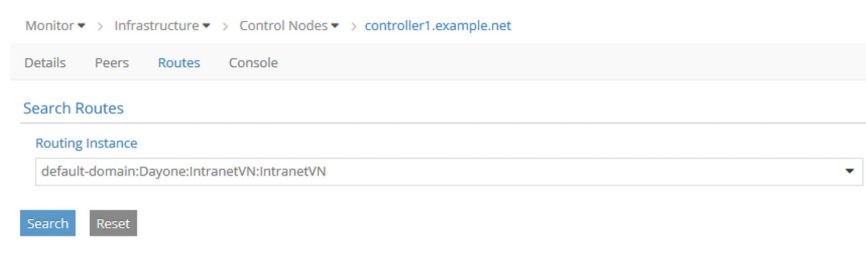 Monitor > Infrastructure > Control Nodes > controller1.example.net
Details Peers Routes Console
Search Routes
Routing Instance
default-domain:Dayone:IntranetVN:IntranetVN
Search Reset